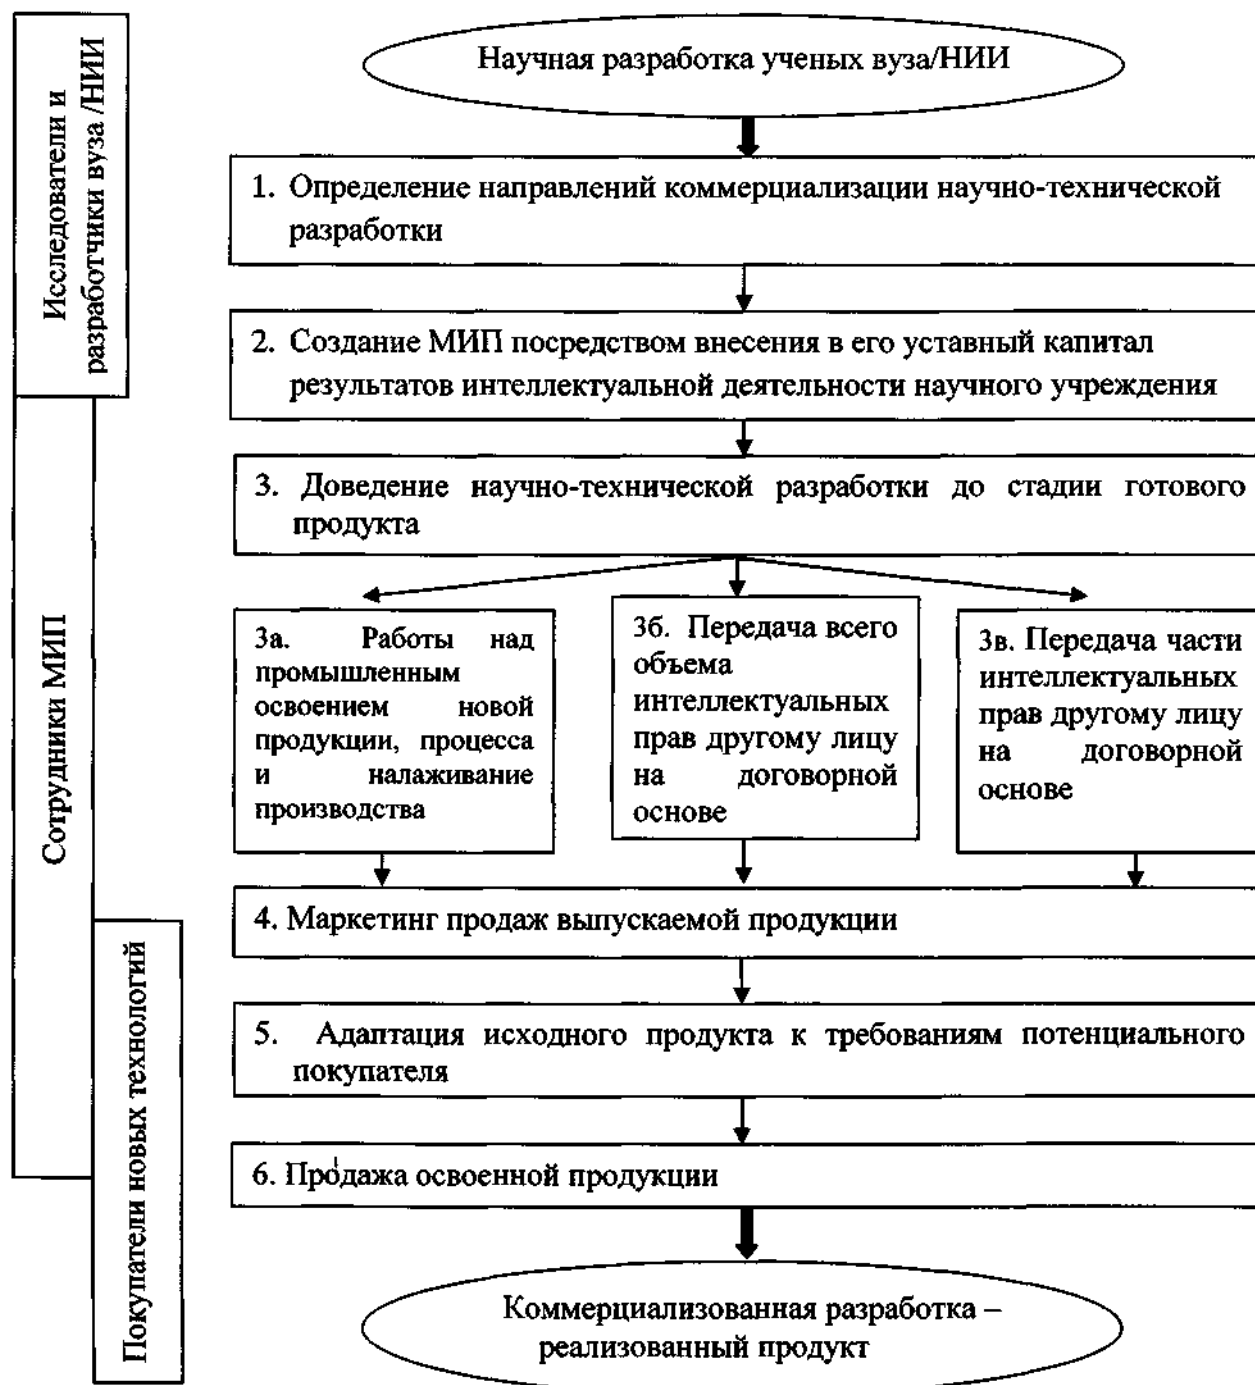 Исследователи и
разработчики вуза /НИИ
Сотрудники МИП
Покупатели новых технологий
Научная разработка ученых вуза/НИИ
1. Определение направлений коммерциализации научно-технической
разработки
2. Создание МИП посредством внесения в его уставный капитал
результатов интеллектуальной деятельности научного учреждения
3. Доведение научно-технической разработки до стадии готового
продукта
3а. Работы над
промышленным
освоением новой
продукции, процесса
и налаживание
производства
3б. Передача всего
объема
интеллектуальных
прав другому лицу
на договорной
основе
3в. Передача части
интеллектуальных
прав другому лицу
на договорной
основе
4. Маркетинг продаж выпускаемой продукции
5. Адаптация исходного продукта к требованиям потенциального
покупателя
6. Продажа освоенной продукции
Коммерциализованная разработка –
реализованный продукт